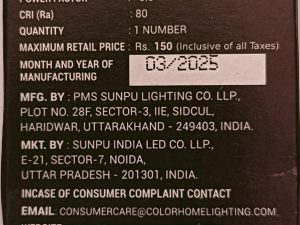 CRI (Ra) : 80
QUANTITY : 1 NUMBER
MAXIMUM RETAIL PRICE : Rs. 150 (Inclusive of all Taxes)
MONTH AND YEAR OF MANUFACTURING : 03/2025
MFG. BY : PMS SUNPU LIGHTING CO. LLP.,
PLOT NO. 28F, SECTOR-3, IIE, SIDCUL,
HARIDWAR, UTTARAKHAND - 249403, INDIA.
MKT. BY : SUNPU INDIA LED CO. LLP.,
E-21, SECTOR-7, NOIDA,
UTTAR PRADESH - 201301, INDIA.
INCASE OF CONSUMER COMPLAINT CONTACT
EMAIL: CONSUMERCARE@COLORHOMELIGHTING.COM